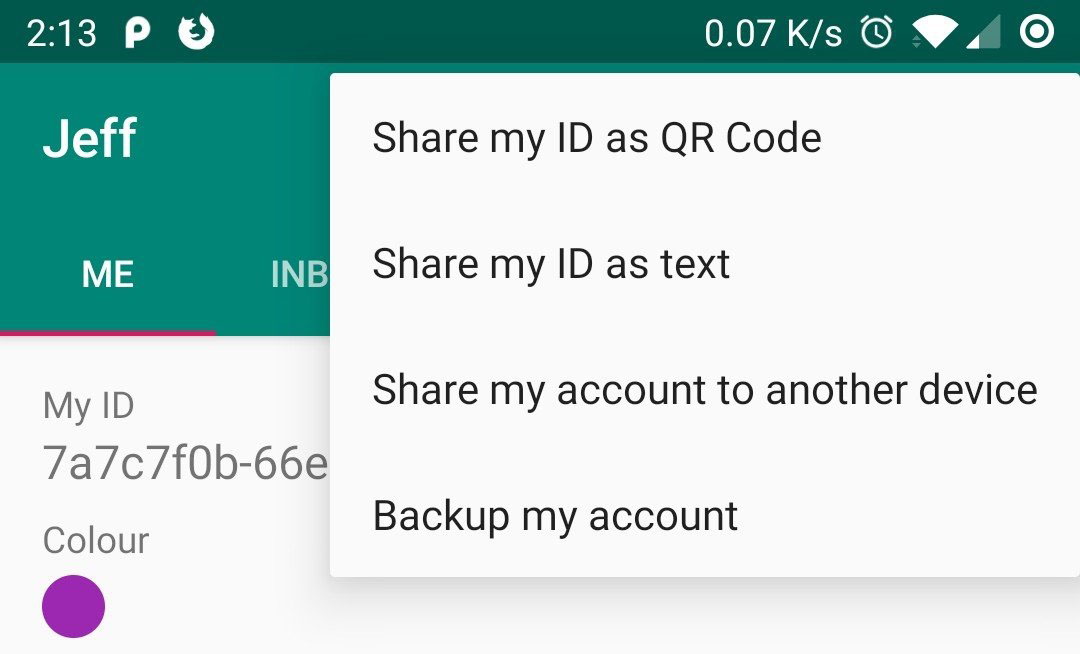 2:13
0.07 K/s
Jeff
Share my ID as QR Code
ME
INB
Share my ID as text
Share my account to another device
My ID
7a7c7f0b-66e
Backup my account
Colour